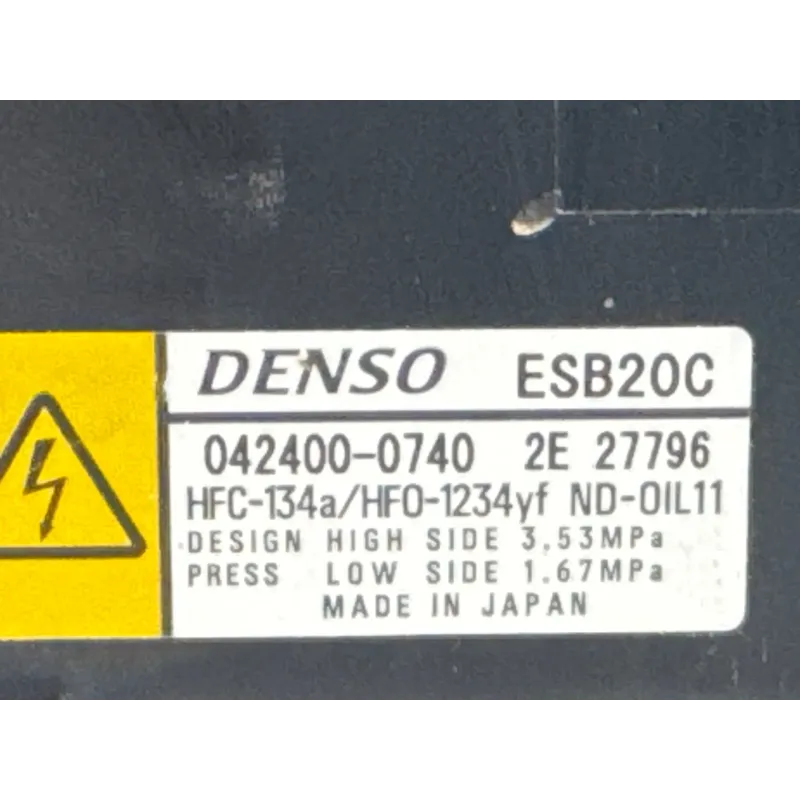 DENSO ESB20C
042400-0740 2E 27796
HFC-134a/HFO-1234yf ND-OIL11
DESIGN HIGH SIDE 3.53MPa
PRESS LOW SIDE 1.67MPa
MADE IN JAPAN